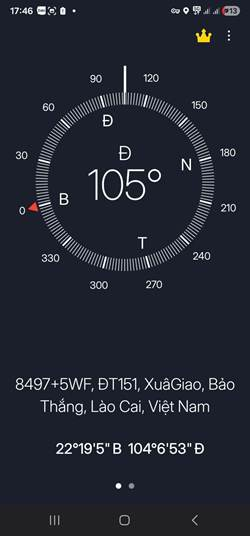 17:46
13
90
120
60
150
30
180
0
210
330
240
300
270
Đ
N
B
T
Đ
105°
8497+5WF, ĐT151, XuâGiao, Bảo
Thắng, Lào Cai, Việt Nam
22°19'5" B 104°6'53" Đ